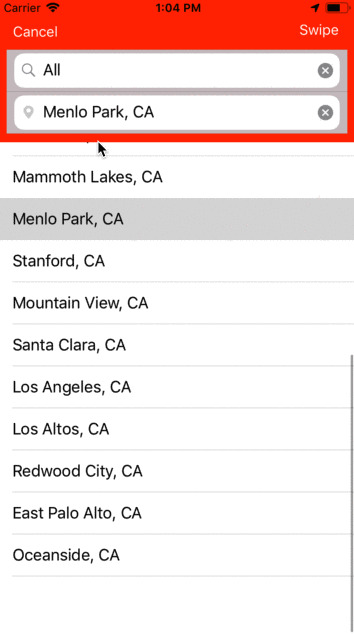 Carrier 1:04 PM
Cancel Swipe
All
Menlo Park, CA
Mammoth Lakes, CA
Menlo Park, CA
Stanford, CA
Mountain View, CA
Santa Clara, CA
Los Angeles, CA
Los Altos, CA
Redwood City, CA
East Palo Alto, CA
Oceanside, CA